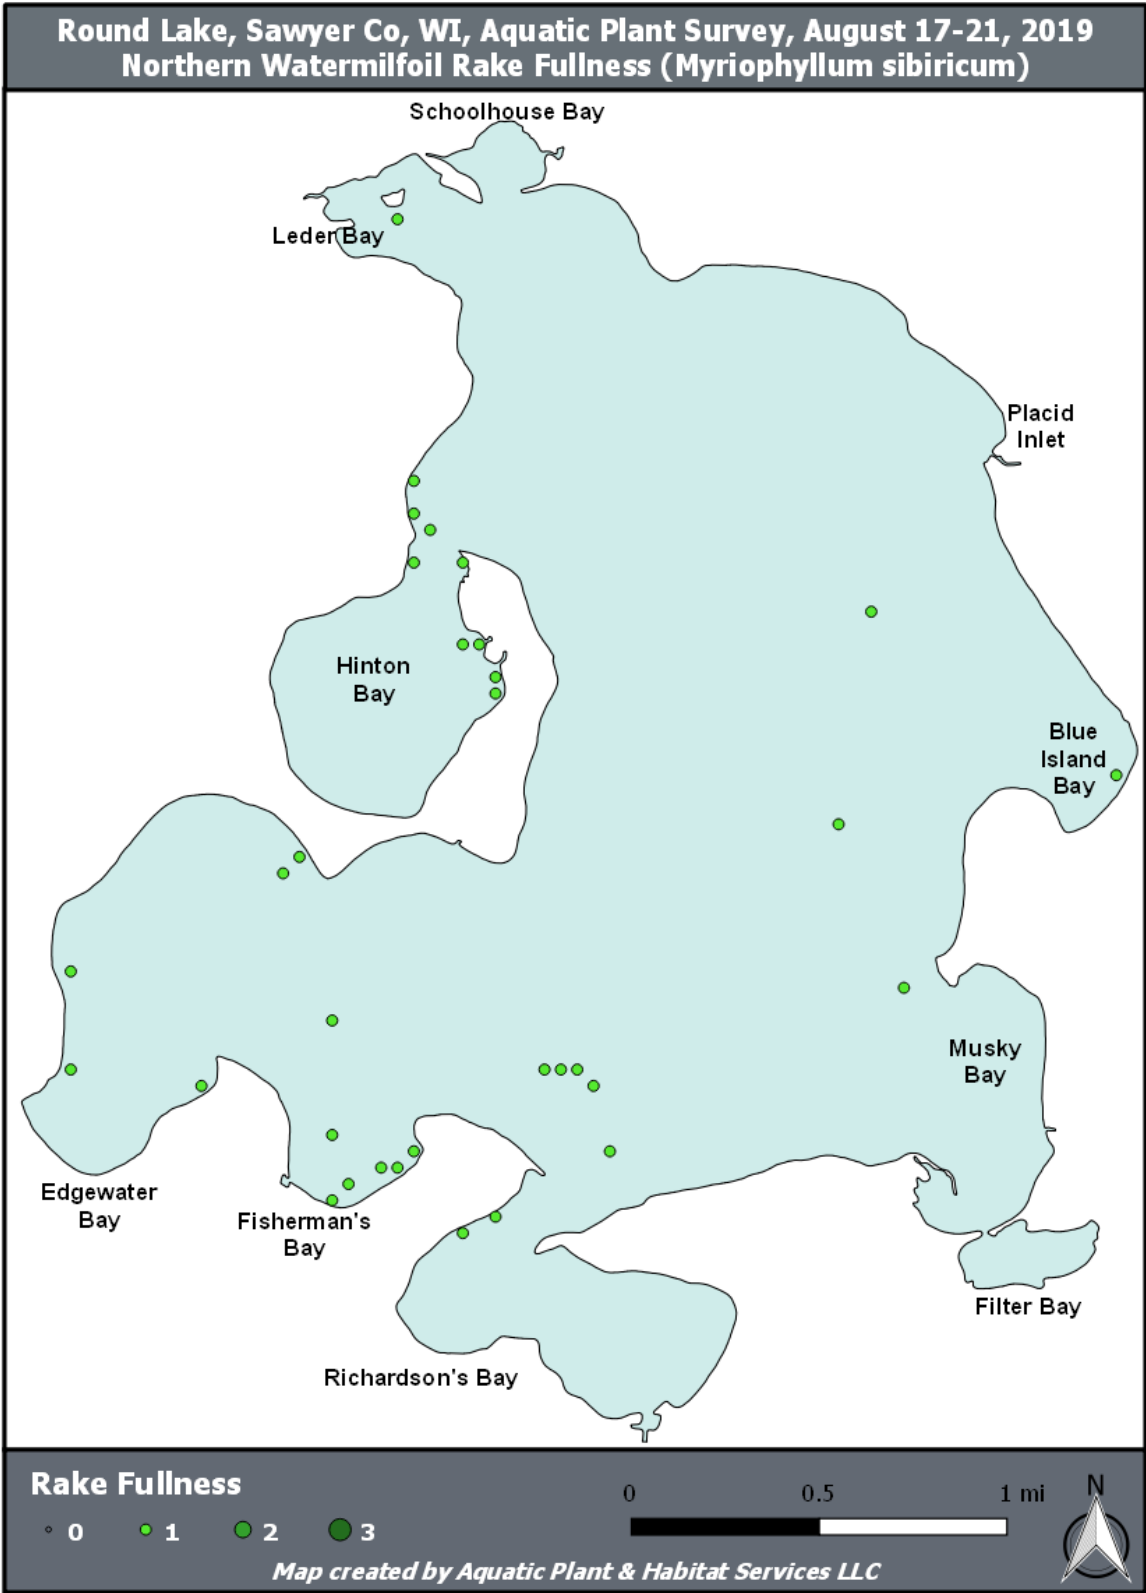 Round Lake, Sawyer Co, WI, Aquatic Plant Survey, August 17-21, 2019
Northern Watermilfoil Rake Fullness (Myriophyllum sibiricum)
Schoolhouse Bay
Leder Bay
Placid
Inlet
Hinton
Bay
Blue
Island
Bay
Musky
Bay
Edgewater
Bay
Fisherman's
Bay
Filter Bay
Richardson's Bay
Rake Fullness
0 1 2 3
0 0.5 1 mi
N
Map created by Aquatic Plant & Habitat Services LLC